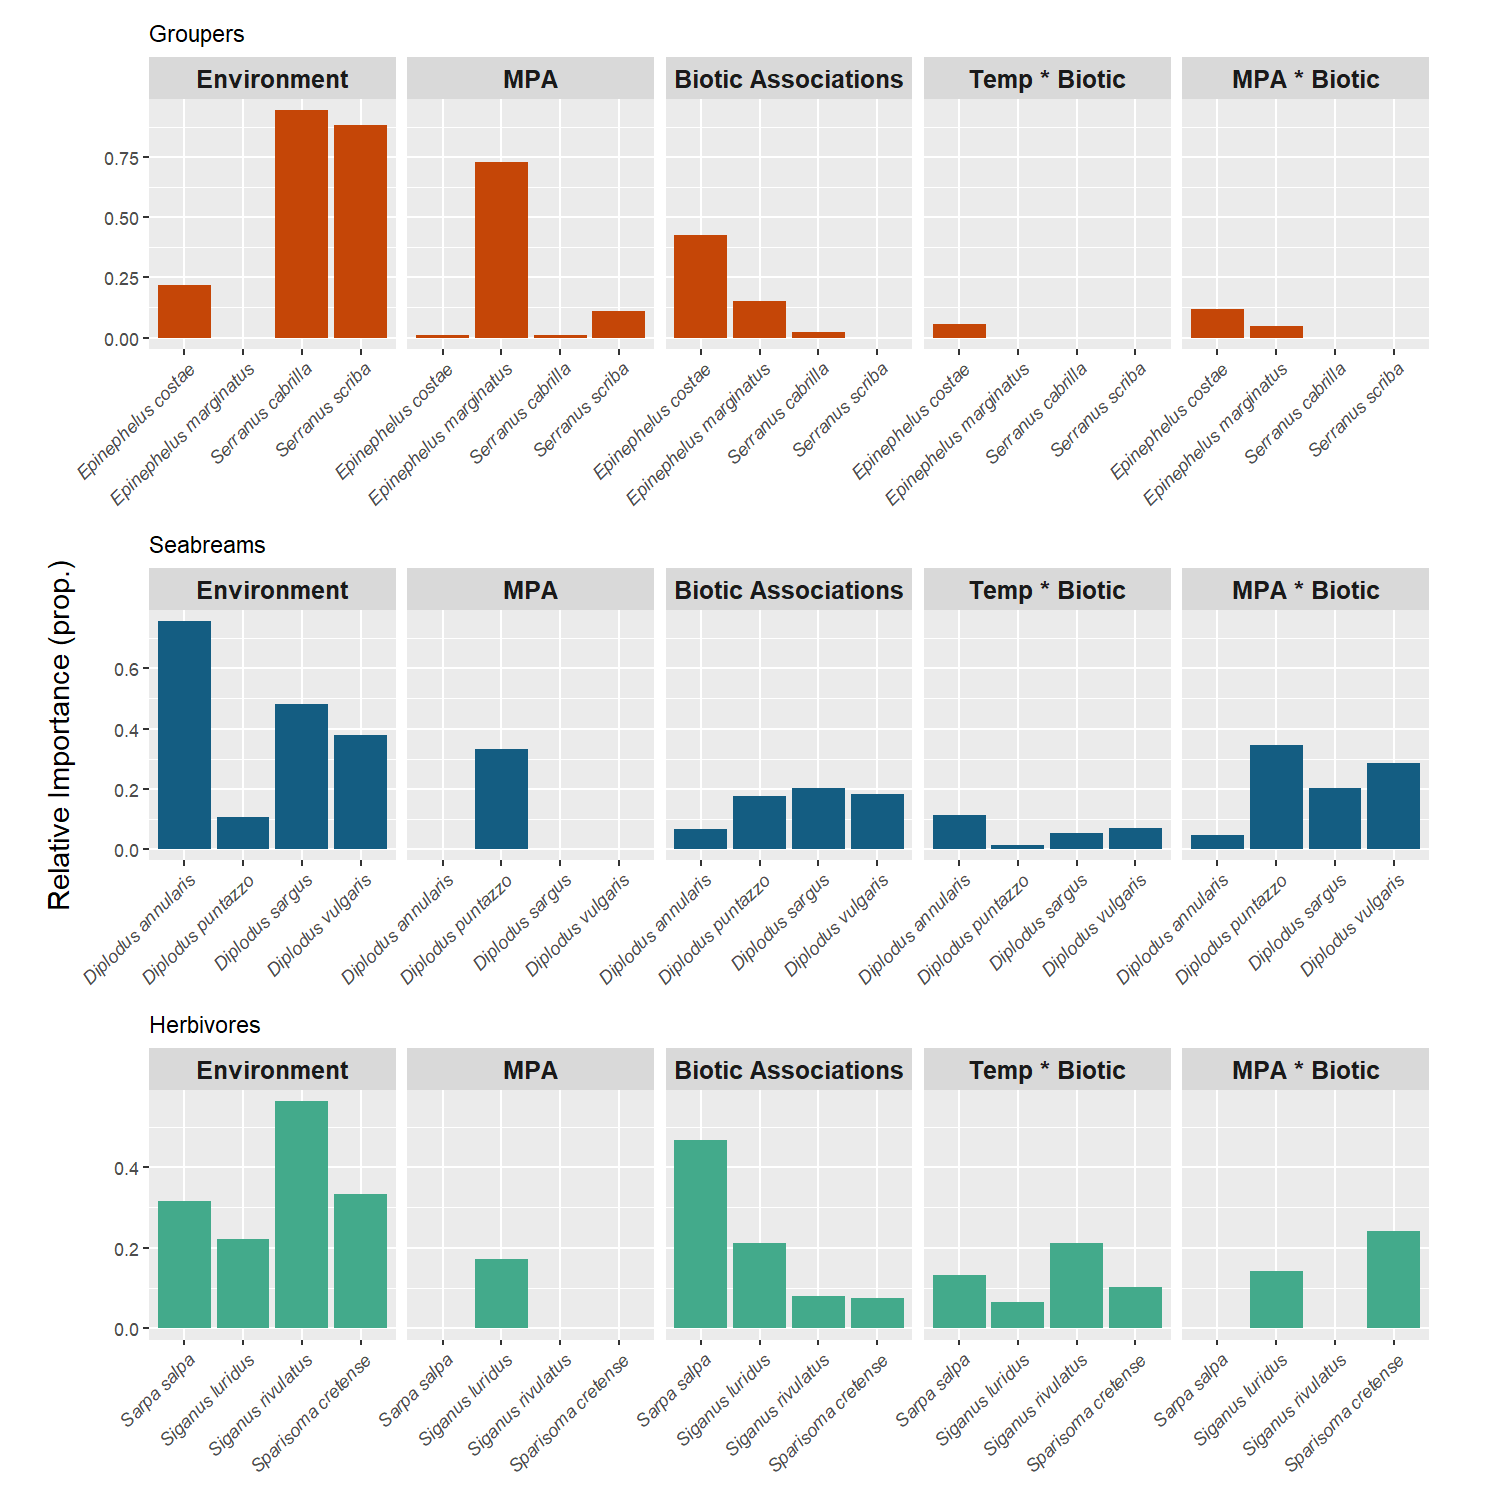 Groupers
Environment MPA Biotic Associations Temp * Biotic MPA * Biotic
0.75
0.50
0.25
0.00
Epinephelus costae Epinephelus marginatus Serranus cabrilla Serranus scriba Epinephelus costae Epinephelus marginatus Serranus cabrilla Serranus scriba Epinephelus costae Epinephelus marginatus Serranus cabrilla Serranus scriba Epinephelus costae Epinephelus marginatus Serranus cabrilla Serranus scriba Epinephelus costae Epinephelus marginatus Serranus cabrilla Serranus scriba
Relative Importance (prop.)
Seabreams
Environment MPA Biotic Associations Temp * Biotic MPA * Biotic
0.6
0.4
0.2
0.0
Diplodus annularis Diplodus puntazzo Diplodus sargus Diplodus vulgaris Diplodus annularis Diplodus puntazzo Diplodus sargus Diplodus vulgaris Diplodus annularis Diplodus puntazzo Diplodus sargus Diplodus vulgaris Diplodus annularis Diplodus puntazzo Diplodus sargus Diplodus vulgaris Diplodus annularis Diplodus puntazzo Diplodus sargus Diplodus vulgaris
Herbivores
Environment MPA Biotic Associations Temp * Biotic MPA * Biotic
0.4
0.2
0.0
Sarpa salpa Siganus luridus Siganus rivulatus Sparisoma cretense Sarpa salpa Siganus luridus Siganus rivulatus Sparisoma cretense Sarpa salpa Siganus luridus Siganus rivulatus Sparisoma cretense Sarpa salpa Siganus luridus Siganus rivulatus Sparisoma cretense Sarpa salpa Siganus luridus Siganus rivulatus Sparisoma cretense